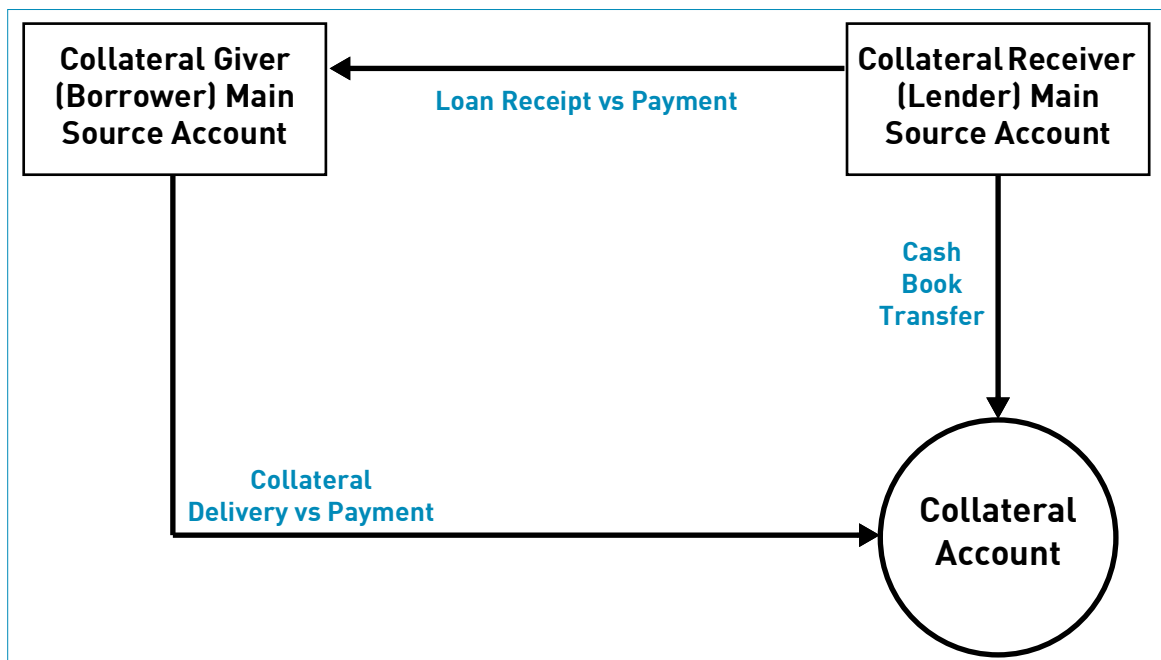 Collateral Giver
(Borrower) Main
Source Account
Collateral Receiver
(Lender) Main
Source Account
Loan Receipt vs Payment
Cash
Book
Transfer
Collateral
Delivery vs Payment
Collateral
Account